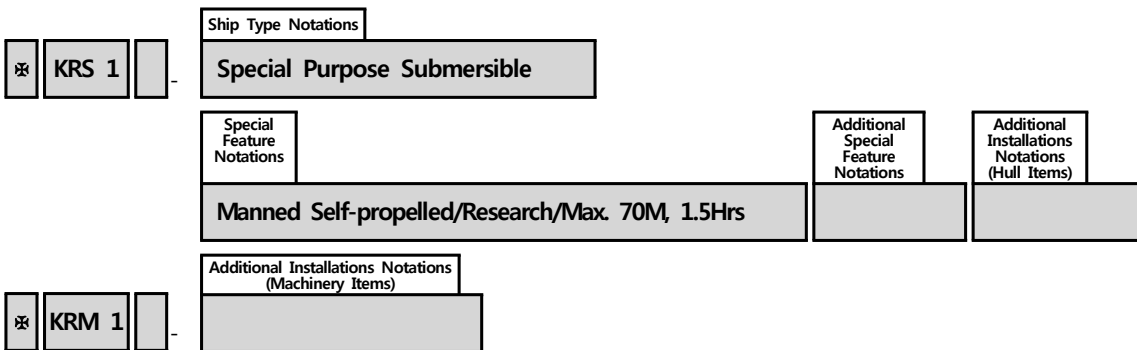 Ship Type Notations
✠ KRS 1 - Special Purpose Submersible
Special
Feature
Notations
Additional
Special
Feature
Notations
Additional
Installations
Notations
(Hull Items)
Manned Self-propelled/Research/Max. 70M, 1.5Hrs
Additional Installations Notations
(Machinery Items)
✠ KRM 1 -